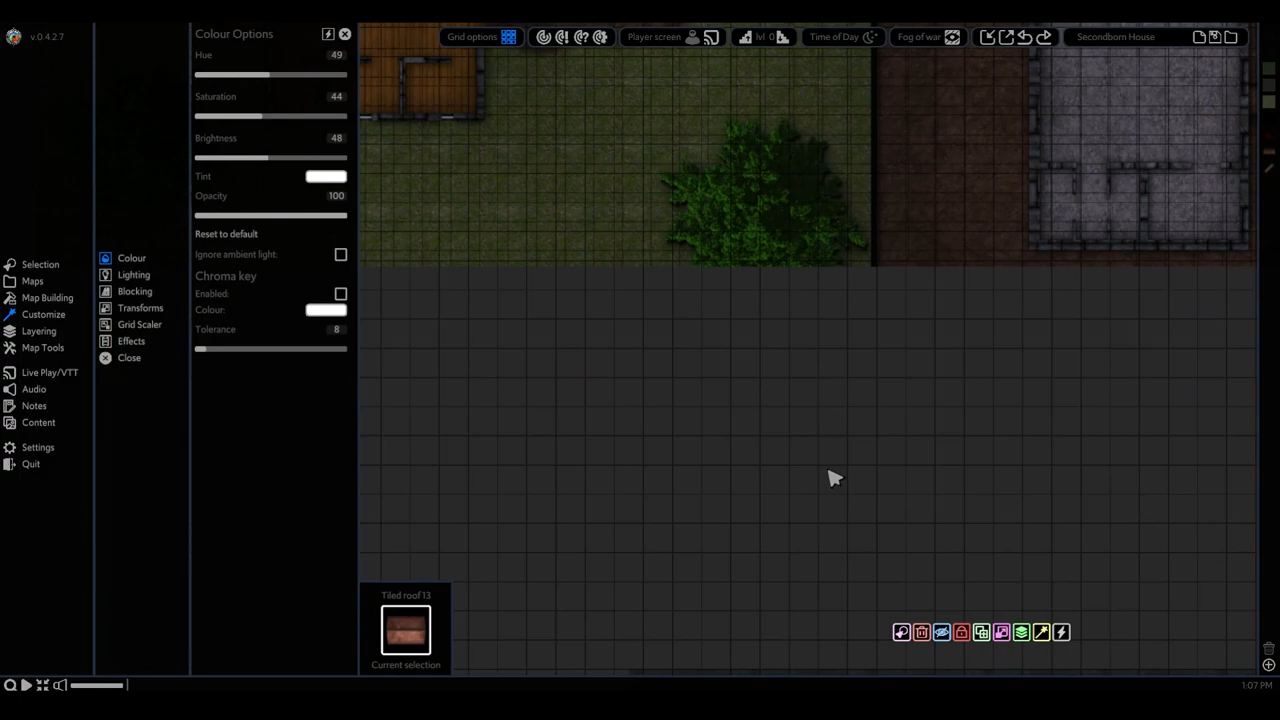 v.0.4.2.7
Selection
Maps
Map Building
Customize
Layering
Map Tools
Live Play/VTT
Audio
Notes
Content
Settings
Quit
Colour
Lighting
Blocking
Transforms
Grid Scaler
Effects
Close
Colour Options
Hue 49
Saturation 44
Brightness 48
Tint
Opacity 100
Reset to default
Ignore ambient light:
Chroma key
Enabled:
Colour:
Tolerance 8
Grid options
Player screen
lvl 0
Time of Day
Fog of war
Secondborn House
Tiled roof 13
Current selection
1:07 PM